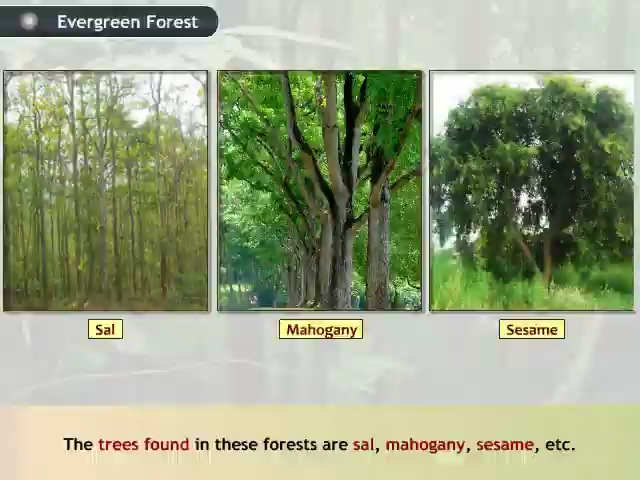 Evergreen Forest
Sal
Mahogany
Sesame
The trees found in these forests are sal, mahogany, sesame, etc.